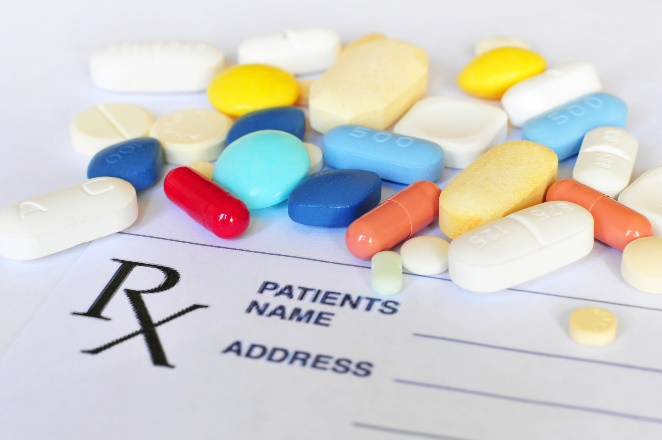 500
500
A C
Rx
PATIENTS
NAME
ADDRESS